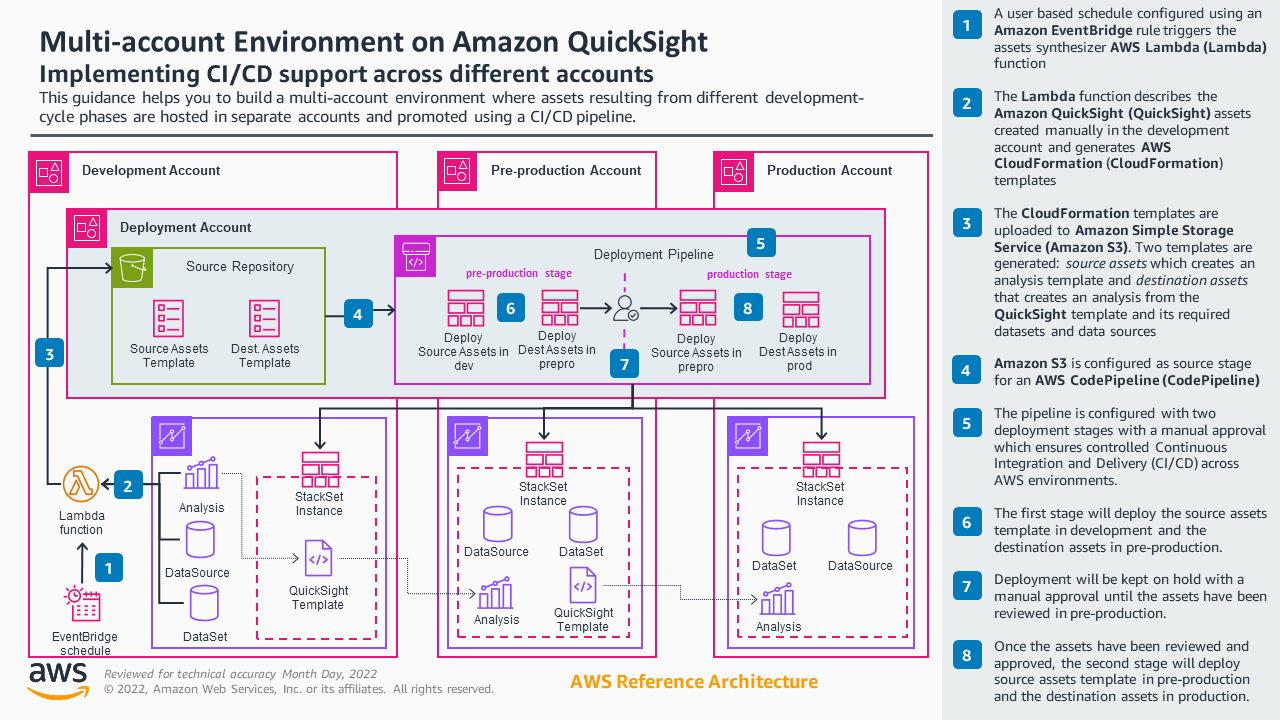 Multi-account Environment on Amazon QuickSight
Implementing CI/CD support across different accounts
This guidance helps you to build a multi-account environment where assets resulting from different development-
cycle phases are hosted in separate accounts and promoted using a CI/CD pipeline.
Development Account
Pre-production Account
Production Account
Deployment Account
Source Repository
Source Assets
Template
Dest. Assets
Template
3
4
5
Deployment Pipeline
pre-production stage
production stage
6
8
Deploy
Source Assets in
dev
Deploy
Dest Assets in
prepro
7
Deploy
Source Assets in
prepro
Deploy
Dest Assets in
prod
Lambda
function
2
1
EventBridge
schedule
Analysis
DataSource
DataSet
StackSet
Instance
QuickSight
Template
StackSet
Instance
DataSource
DataSet
Analysis
QuickSight
Template
StackSet
Instance
DataSet
DataSource
Analysis
aws
Reviewed for technical accuracy Month Day, 2022
© 2022, Amazon Web Services, Inc. or its affiliates. All rights reserved.
AWS Reference Architecture
1
A user based schedule configured using an
Amazon EventBridge rule triggers the
assets synthesizer AWS Lambda (Lambda)
function
2
The Lambda function describes the
Amazon QuickSight (QuickSight) assets
created manually in the development
account and generates AWS
CloudFormation (CloudFormation)
templates
3
The CloudFormation templates are
uploaded to Amazon Simple Storage
Service (Amazon S3). Two templates are
generated: source assets which creates an
analysis template and destination assets
that creates an analysis from the
QuickSight template and its required
datasets and data sources
4
Amazon S3 is configured as source stage
for an AWS CodePipeline (CodePipeline)
5
The pipeline is configured with two
deployment stages with a manual approval
which ensures controlled Continuous
Integration and Delivery (CI/CD) across
AWS environments.
6
The first stage will deploy the source assets
template in development and the
destination assets in pre-production.
7
Deployment will be kept on hold with a
manual approval until the assets have been
reviewed in pre-production.
8
Once the assets have been reviewed and
approved, the second stage will deploy
source assets template in pre-production
and the destination assets in production.